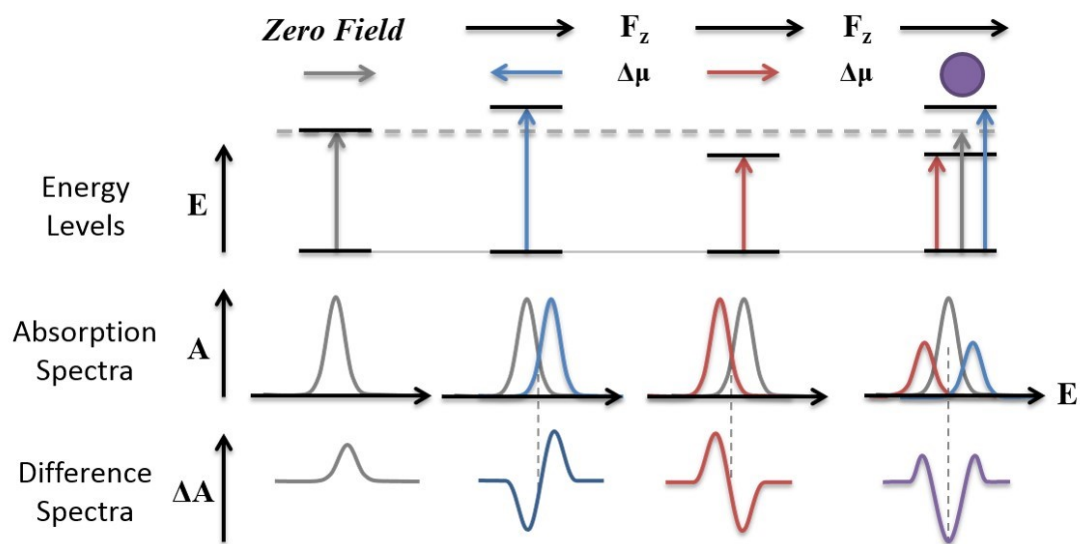 Zero Field F_z F_z
Δμ Δμ
Energy
Levels
E
Absorption
Spectra
A
E
Difference
Spectra
ΔA